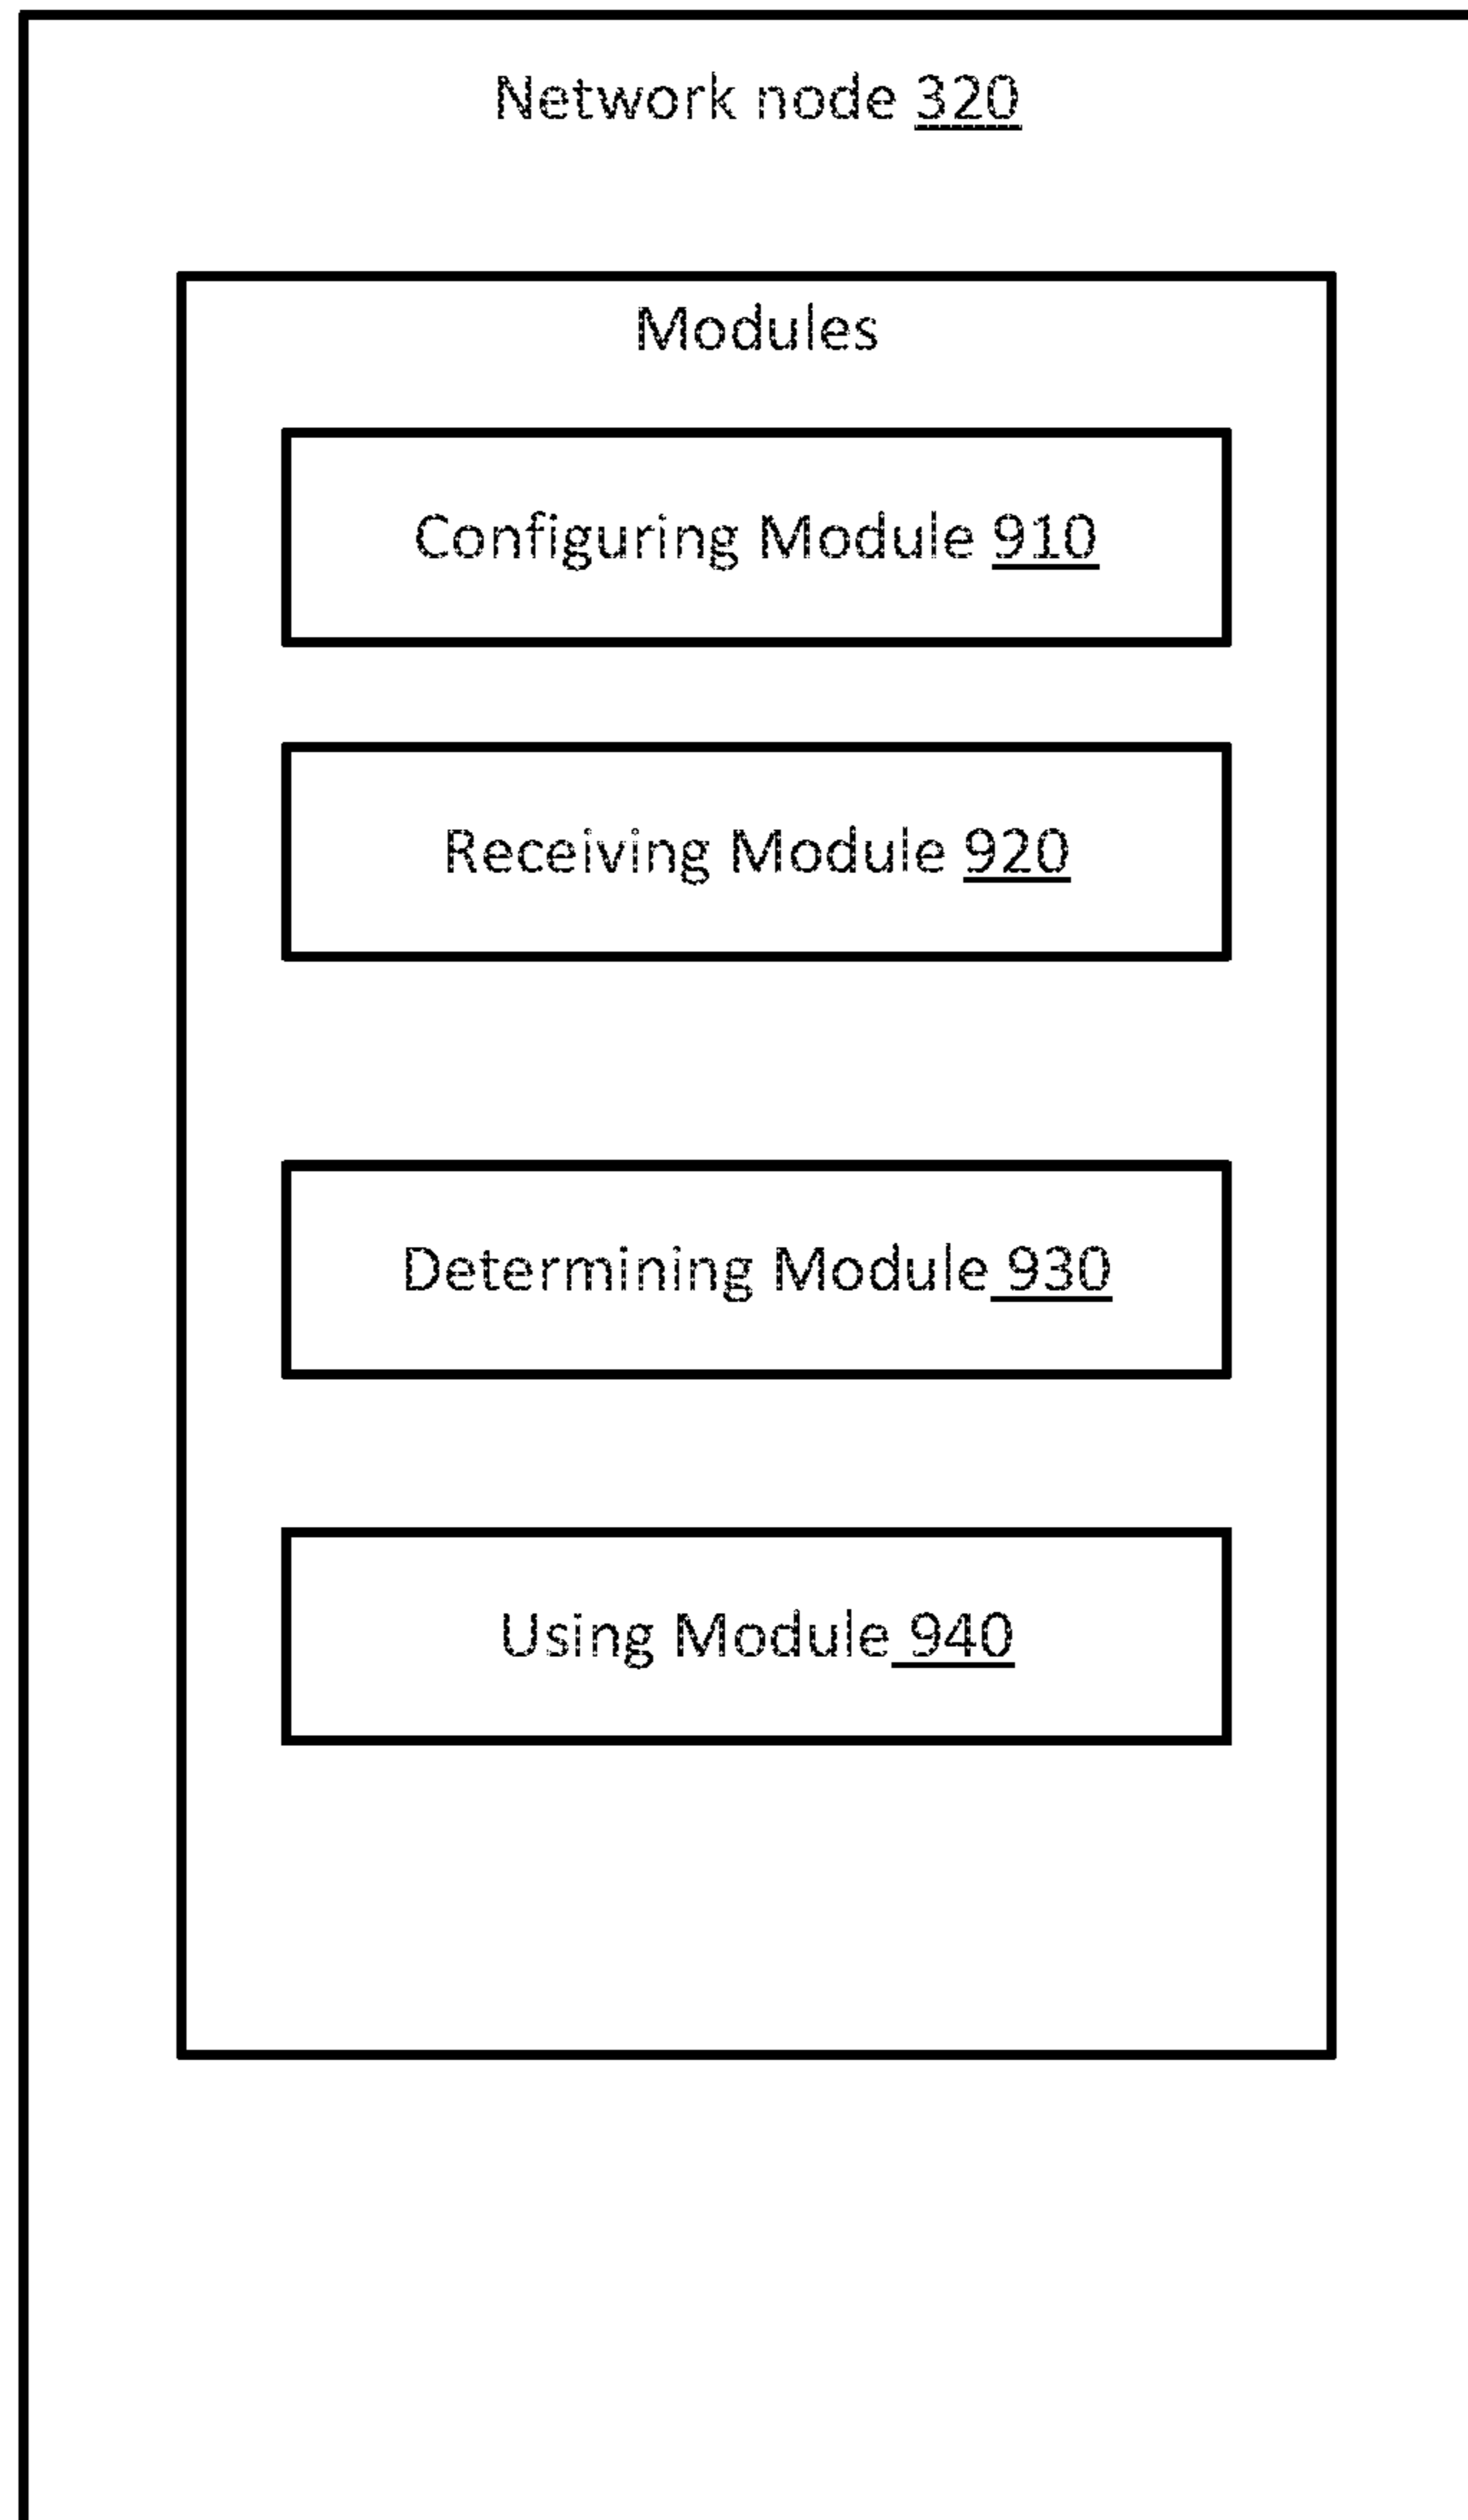 Network node 320
Modules
Configuring Module 910
Receiving Module 920
Determining Module 930
Using Module 940